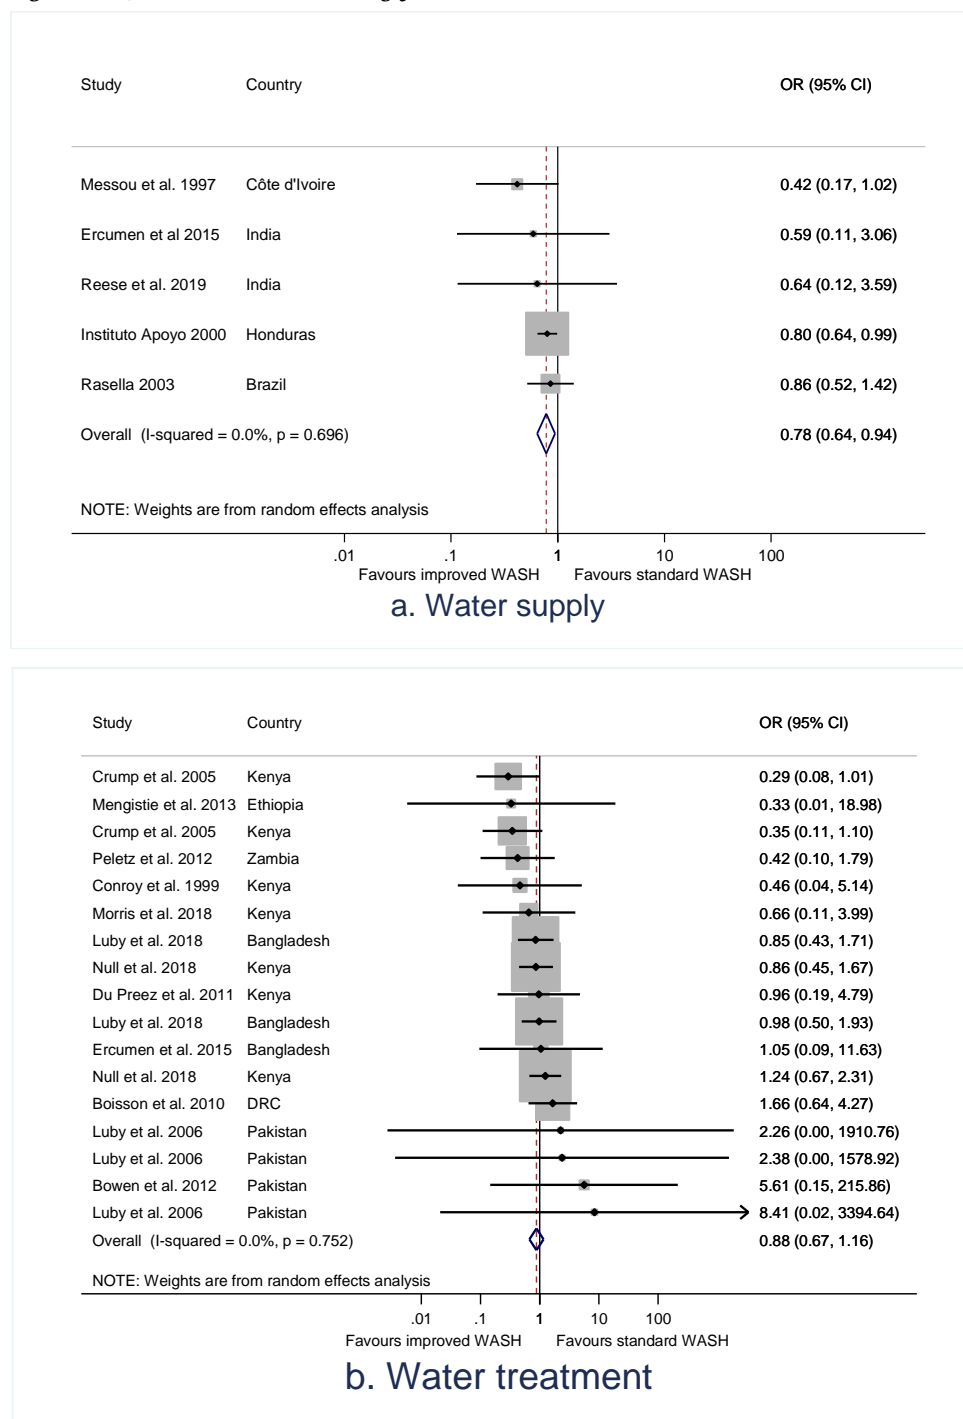 Study Country OR (95% CI)
Messou et al. 1997 Côte d'Ivoire 0.42 (0.17, 1.02)
Ercumen et al 2015 India 0.59 (0.11, 3.06)
Reese et al. 2019 India 0.64 (0.12, 3.59)
Instituto Apoyo 2000 Honduras 0.80 (0.64, 0.99)
Rasella 2003 Brazil 0.86 (0.52, 1.42)
Overall (I-squared = 0.0%, p = 0.696) 0.78 (0.64, 0.94)
NOTE: Weights are from random effects analysis
.01 .1 1 10 100
Favours improved WASH Favours standard WASH
a. Water supply
Study Country OR (95% CI)
Crump et al. 2005 Kenya 0.29 (0.08, 1.01)
Mengistie et al. 2013 Ethiopia 0.33 (0.01, 18.98)
Crump et al. 2005 Kenya 0.35 (0.11, 1.10)
Peletz et al. 2012 Zambia 0.42 (0.10, 1.79)
Conroy et al. 1999 Kenya 0.46 (0.04, 5.14)
Morris et al. 2018 Kenya 0.66 (0.11, 3.99)
Luby et al. 2018 Bangladesh 0.85 (0.43, 1.71)
Null et al. 2018 Kenya 0.86 (0.45, 1.67)
Du Preez et al. 2011 Kenya 0.96 (0.19, 4.79)
Luby et al. 2018 Bangladesh 0.98 (0.50, 1.93)
Ercumen et al. 2015 Bangladesh 1.05 (0.09, 11.63)
Null et al. 2018 Kenya 1.24 (0.67, 2.31)
Boisson et al. 2010 DRC 1.66 (0.64, 4.27)
Luby et al. 2006 Pakistan 2.26 (0.00, 1910.76)
Luby et al. 2006 Pakistan 2.38 (0.00, 1578.92)
Bowen et al. 2012 Pakistan 5.61 (0.15, 215.86)
Luby et al. 2006 Pakistan 8.41 (0.02, 3394.64)
Overall (I-squared = 0.0%, p = 0.752) 0.88 (0.67, 1.16)
NOTE: Weights are from random effects analysis
.01 .1 1 10 100
Favours improved WASH Favours standard WASH
b. Water treatment